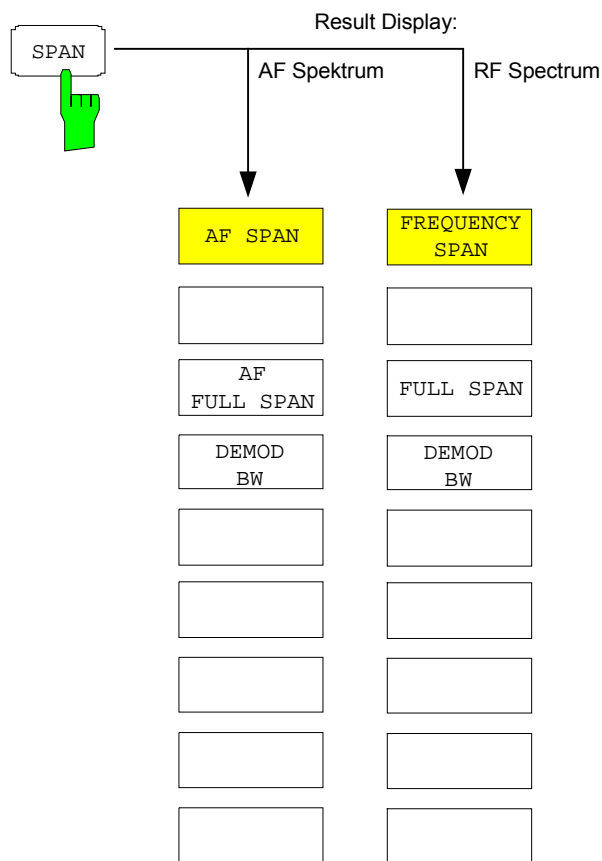 Result Display:
SPAN
AF Spektrum
RF Spectrum
AF SPAN
FREQUENCY
SPAN
AF
FULL SPAN
FULL SPAN
DEMOD
BW
DEMOD
BW